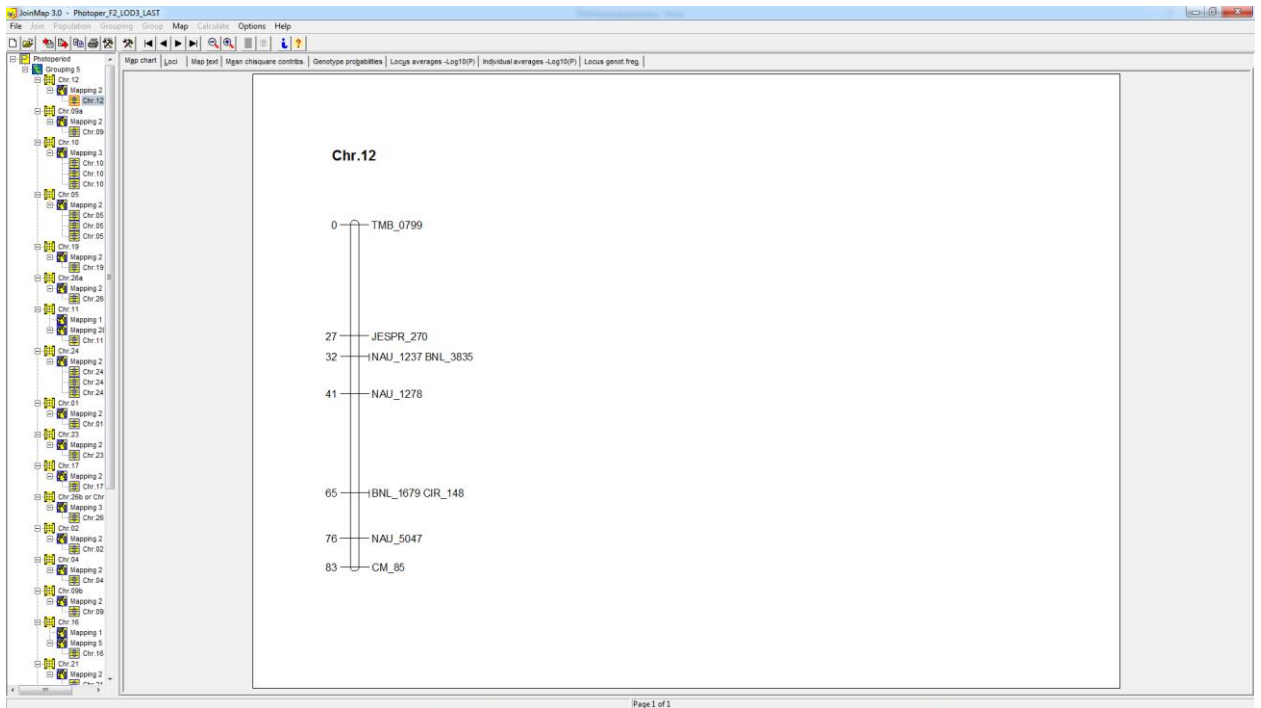 JoinMap 3.0 - Photoper_F2_LOD3_LAST
File Join Population Grouping Group Map Calculate Options Help
Map chart Loci Map text Mean chisquare contribs. Genotype probabilities Locus averages -Log10(P) Individual averages -Log10(P) Locus genot.freq.
Photoperiod
Grouping 5
Chr.12
Mapping 2
Chr.12
Chr.09a
Mapping 2
Chr.09
Chr.10
Mapping 3
Chr.10
Chr.10
Chr.10
Chr.05
Mapping 2
Chr.05
Chr.05
Chr.05
Chr.19
Mapping 2
Chr.19
Chr.26a
Mapping 2
Chr.26
Chr.11
Mapping 1
Mapping 2
Chr.11
Chr.24
Mapping 2
Chr.24
Chr.24
Chr.24
Chr.01
Mapping 2
Chr.01
Chr.23
Mapping 2
Chr.23
Chr.17
Mapping 2
Chr.17
Chr.26b or Chr
Mapping 3
Chr.26
Chr.02
Mapping 2
Chr.02
Chr.04
Mapping 2
Chr.04
Chr.09b
Mapping 2
Chr.09
Chr.16
Mapping 1
Mapping 5
Chr.16
Chr.21
Mapping 2
Chr.21
Chr.12
0 TMB_0799
27 JESPR_270
32 NAU_1237 BNL_3835
41 NAU_1278
65 BNL_1679 CIR_148
76 NAU_5047
83 CM_85
Page 1 of 1